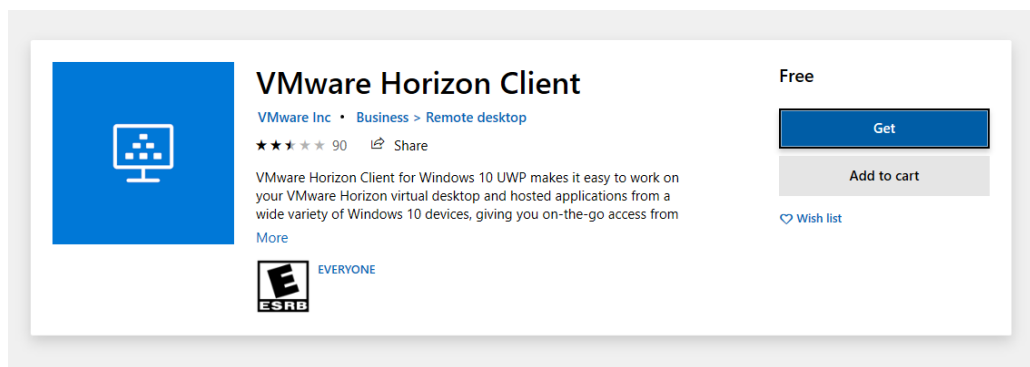 VMware Horizon Client
VMware Inc • Business > Remote desktop
90 Share
VMware Horizon Client for Windows 10 UWP makes it easy to work on
your VMware Horizon virtual desktop and hosted applications from a
wide variety of Windows 10 devices, giving you on-the-go access from
More
E
ESRB
EVERYONE
Free
Get
Add to cart
Wish list